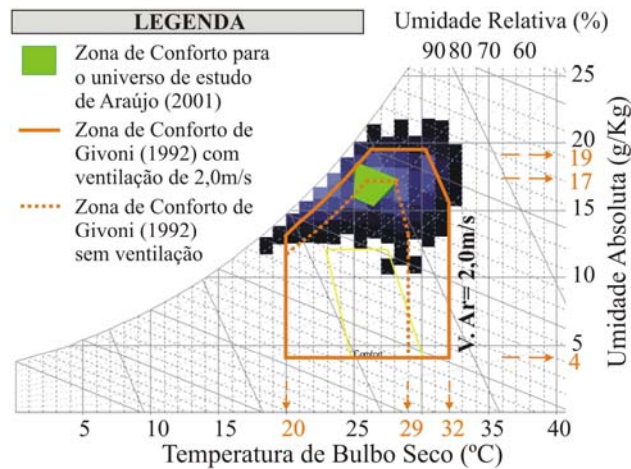 LEGENDA
Zona de Conforto para
o universo de estudo
de Araújo (2001)
Zona de Conforto de
Givoni (1992) com
ventilação de 2,0m/s
Zona de Conforto de
Givoni (1992)
sem ventilação
Umidade Relativa (%)
90 80 70 60
25
20
19
17
15
10
5
4
Umidade Absoluta (g/Kg)
V. Ar= 2,0m/s
Comfort
5 10 15 20 25 29 32 35 40
Temperatura de Bulbo Seco (ºC)